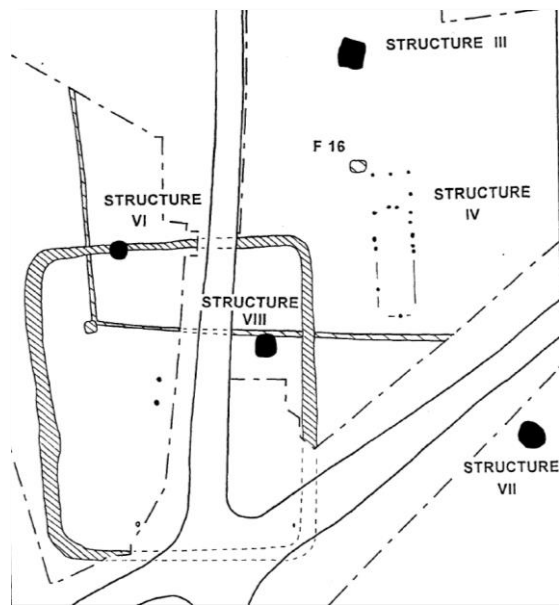 STRUCTURE III
F 16
STRUCTURE
IV
STRUCTURE
VI
STRUCTURE
VIII
STRUCTURE
VII